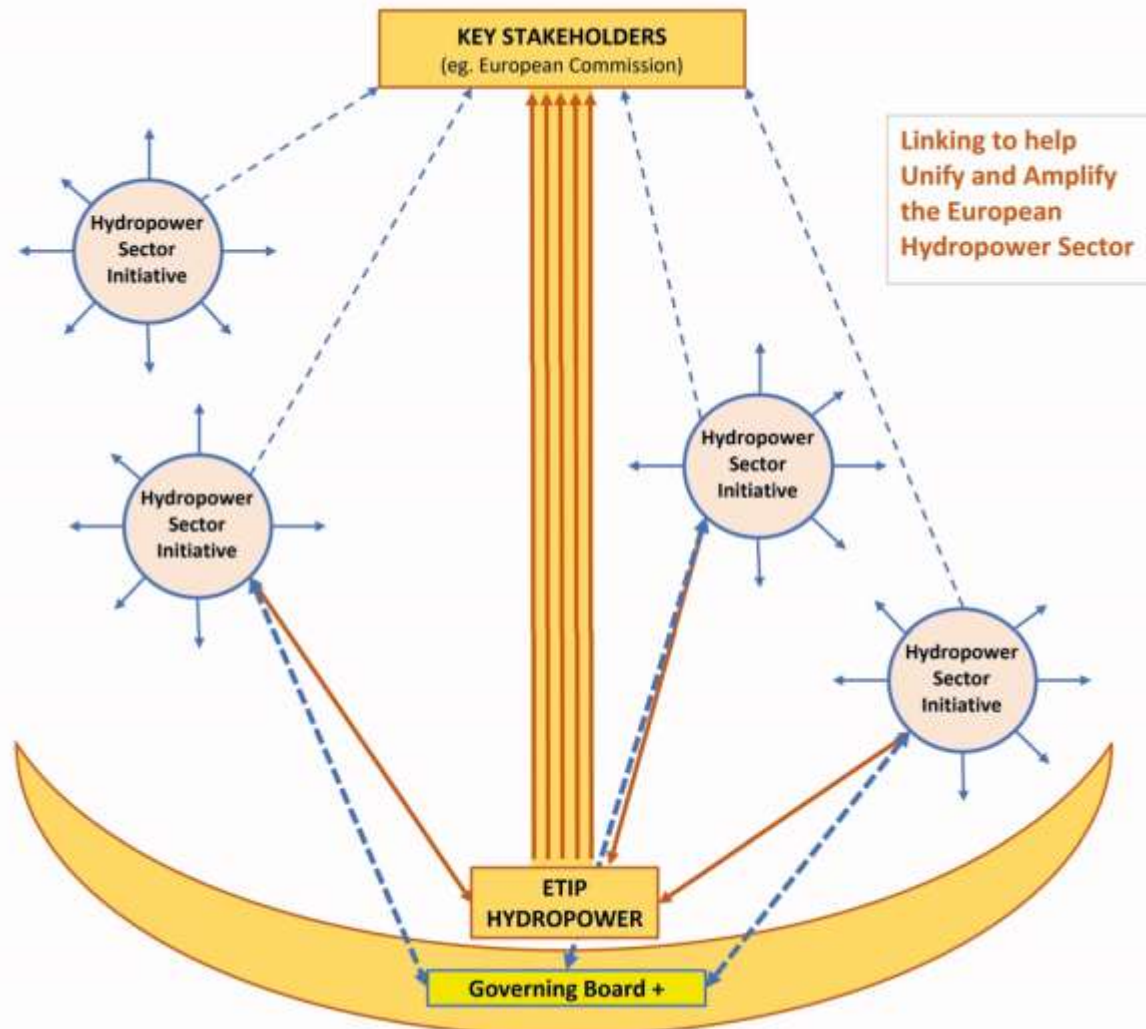 KEY STAKEHOLDERS
(eg. European Commission)
Linking to help
Unify and Amplify
the European
Hydropower Sector
Hydropower
Sector
Initiative
Hydropower
Sector
Initiative
Hydropower
Sector
Initiative
Hydropower
Sector
Initiative
ETIP
HYDROPOWER
Governing Board +